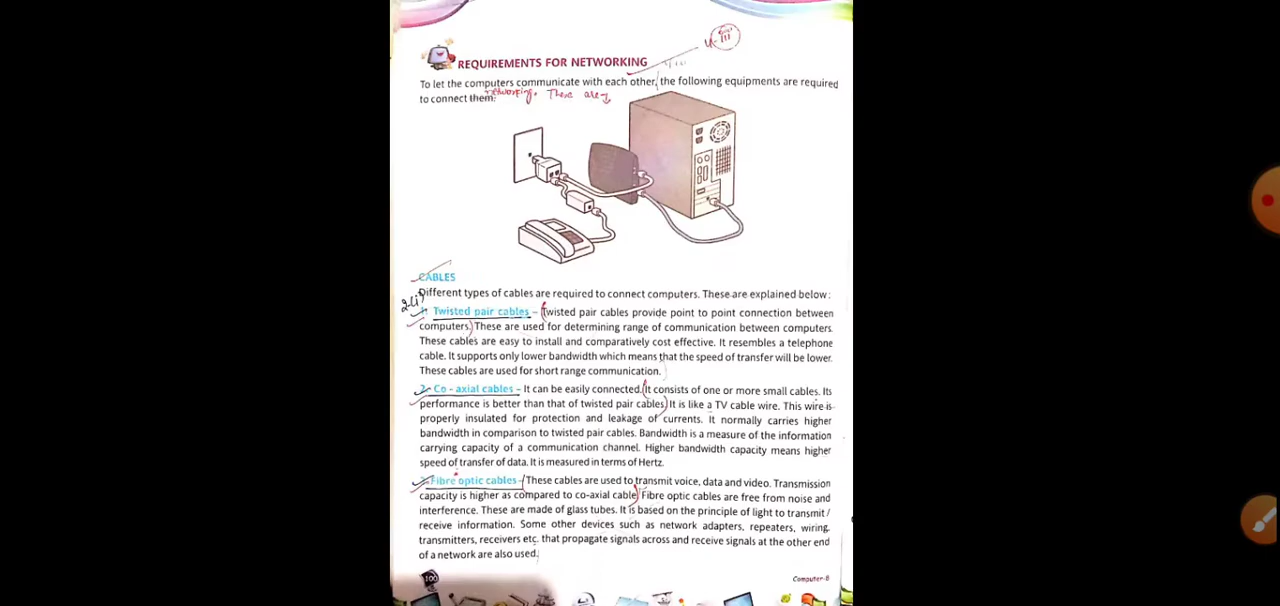 U-III
REQUIREMENTS FOR NETWORKING
To let the computers communicate with each other, the following equipments are required
to connect them. networking. These are
CABLES
Different types of cables are required to connect computers. These are explained below:
1. Twisted pair cables - Twisted pair cables provide point to point connection between
computers. These are used for determining range of communication between computers.
These cables are easy to install and comparatively cost effective. It resembles a telephone
cable. It supports only lower bandwidth which means that the speed of transfer will be lower.
These cables are used for short range communication.
2. Co - axial cables - It can be easily connected. It consists of one or more small cables. Its
performance is better than that of twisted pair cables. It is like a TV cable wire. This wire is
properly insulated for protection and leakage of currents. It normally carries higher
bandwidth in comparison to twisted pair cables. Bandwidth is a measure of the information
carrying capacity of a communication channel. Higher bandwidth capacity means higher
speed of transfer of data. It is measured in terms of Hertz.
3. Fibre optic cables - These cables are used to transmit voice, data and video. Transmission
capacity is higher as compared to co-axial cable. Fibre optic cables are free from noise and
interference. These are made of glass tubes. It is based on the principle of light to transmit /
receive information. Some other devices such as network adapters, repeaters, wiring,
transmitters, receivers etc. that propagate signals across and receive signals at the other end
of a network are also used.
100
Computer-8